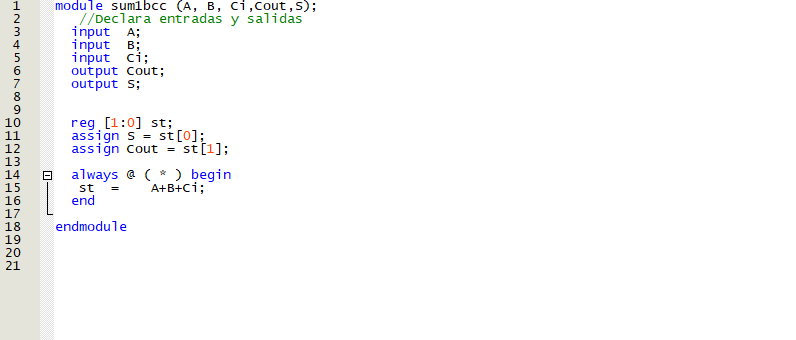 1 module sum1bcc (A, B, Ci,Cout,S);
2 //Declara entradas y salidas
3 input A;
4 input B;
5 input Ci;
6 output Cout;
7 output S;
8
9
10 reg [1:0] st;
11 assign S = st[0];
12 assign Cout = st[1];
13
14 always @ ( * ) begin
15 st = A+B+Ci;
16 end
17
18 endmodule
19
20
21